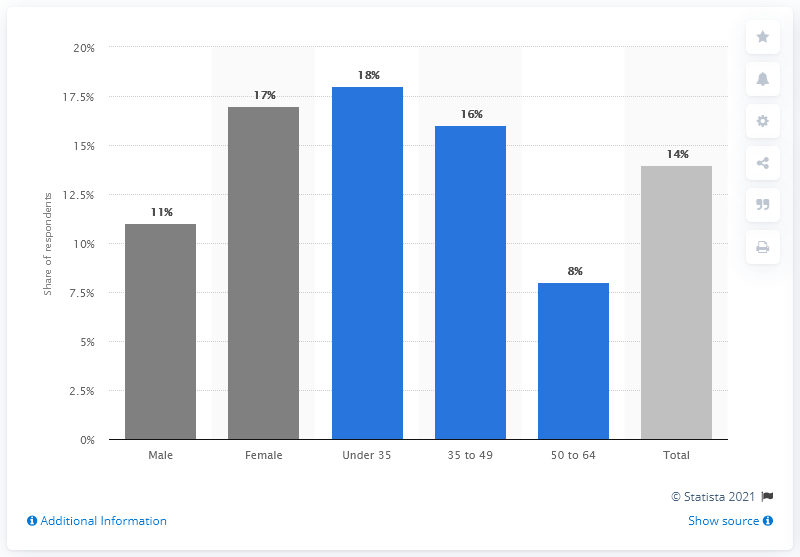 20%
17.5%
15%
12.5%
10%
7.5%
5%
2.5%
0%
Share of respondents
11%
17%
18%
16%
8%
14%
Male
Female
Under 35
35 to 49
50 to 64
Total
© Statista 2021
Additional Information
Show source